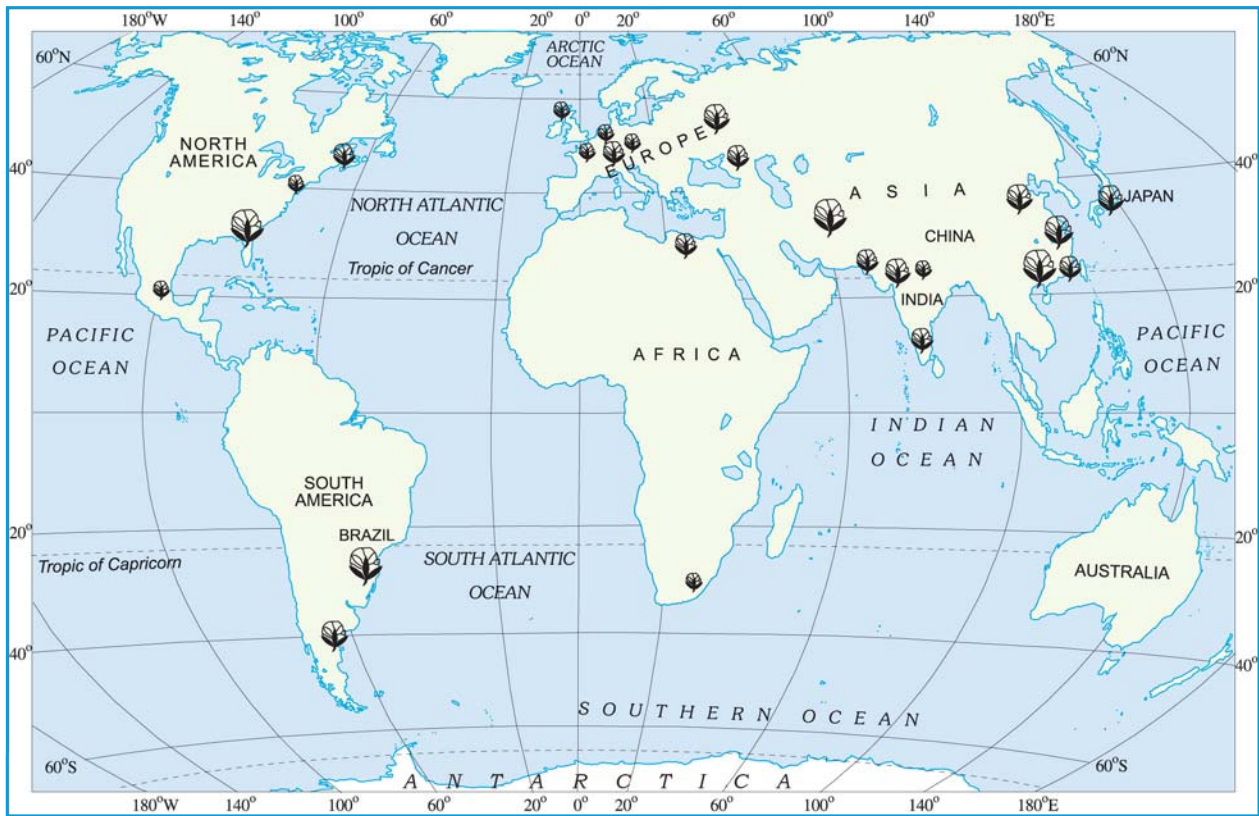 180°W 140° 100° 60° 20° 0° 20° 60° 100° 140° 180°E
60°N
ARCTIC
OCEAN
60°N
NORTH
AMERICA
EUROPE
40°
40°
ASIA
JAPAN
NORTH ATLANTIC
OCEAN
CHINA
Tropic of Cancer
20°
20°
INDIA
PACIFIC
OCEAN
PACIFIC
OCEAN
AFRICA
INDIAN
OCEAN
SOUTH
AMERICA
20°
20°
BRAZIL
Tropic of Capricorn
SOUTH ATLANTIC
OCEAN
AUSTRALIA
40°
40°
SOUTHERN OCEAN
60°S
60°S
ANTARCTICA
180°W 140° 100° 60° 20° 0° 20° 60° 100° 140° 180°E